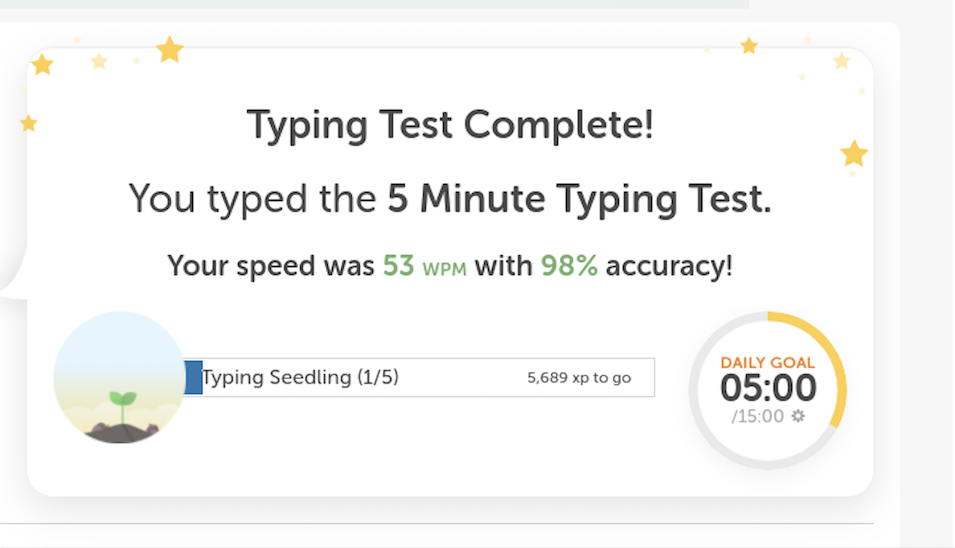 Typing Test Complete!
You typed the 5 Minute Typing Test.
Your speed was 53 WPM with 98% accuracy!
Typing Seedling (1/5) 5,689 xp to go
DAILY GOAL
05:00
/15:00